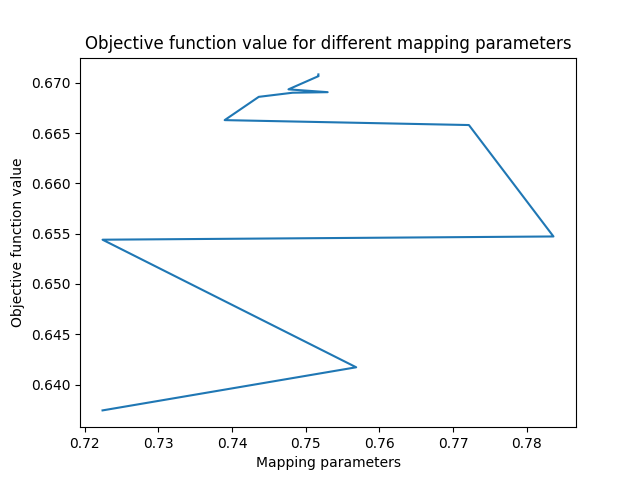 Objective function value for different mapping parameters
0.670
0.665
0.660
0.655
0.650
0.645
0.640
Objective function value
0.72 0.73 0.74 0.75 0.76 0.77 0.78
Mapping parameters